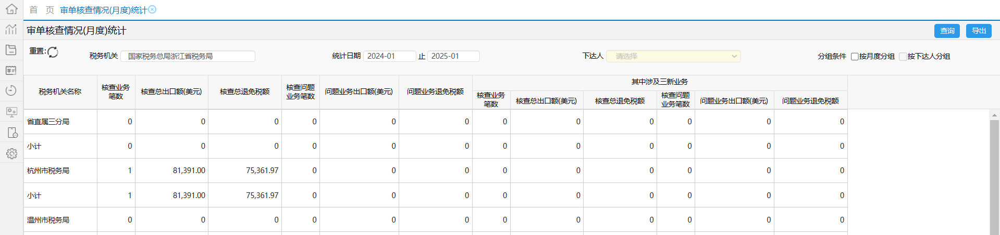 首 页 审单核查情况(月度)统计
审单核查情况(月度)统计 查询 导出
重置: 税务机关 国家税务总局浙江省税务局 统计日期 2024-01 止 2025-01 下达人 请选择 分组条件 按月度分组 按下达人分组
税务机关名称 核查业务笔数 核查总出口额(美元) 核查总退免税额 核查问题业务笔数 问题业务出口额(美元) 问题业务退免税额 其中涉及三新业务
核查业务笔数 核查总出口额(美元) 核查总退免税额 核查问题业务笔数 问题业务出口额(美元) 问题业务退免税额
省直属三分局 0 0 0 0 0 0 0 0 0 0 0 0
小计 0 0 0 0 0 0 0 0 0 0 0 0
杭州市税务局 1 81,391.00 75,361.97 0 0 0 0 0 0 0 0 0
小计 1 81,391.00 75,361.97 0 0 0 0 0 0 0 0 0
温州市税务局 0 0 0 0 0 0 0 0 0 0 0 0